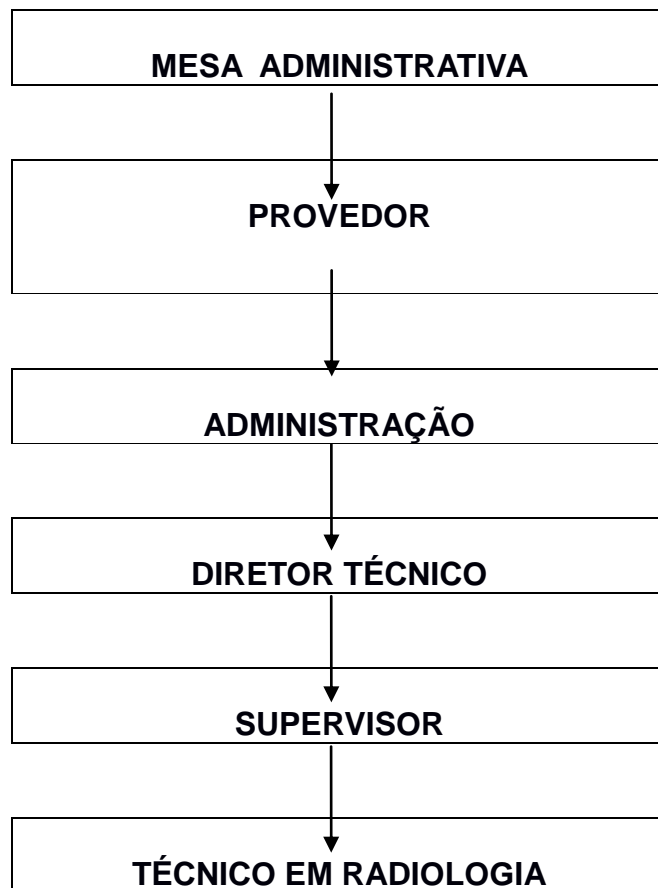 MESA ADMINISTRATIVA
PROVEDOR
ADMINISTRAÇÃO
DIRETOR TÉCNICO
SUPERVISOR
TÉCNICO EM RADIOLOGIA